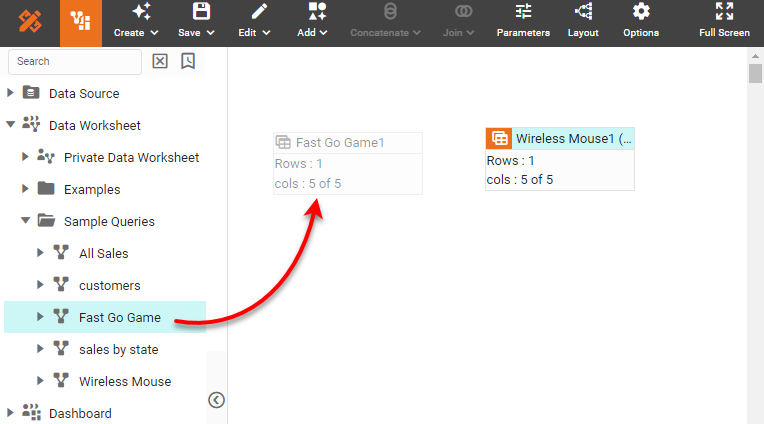 Create Save Edit Add Concatenate Join Parameters Layout Options Full Screen
Search
Data Source
Data Worksheet
Private Data Worksheet
Examples
Sample Queries
All Sales
customers
Fast Go Game
sales by state
Wireless Mouse
Dashboard
Fast Go Game1
Rows : 1
cols : 5 of 5
Wireless Mouse1 (...
Rows : 1
cols : 5 of 5